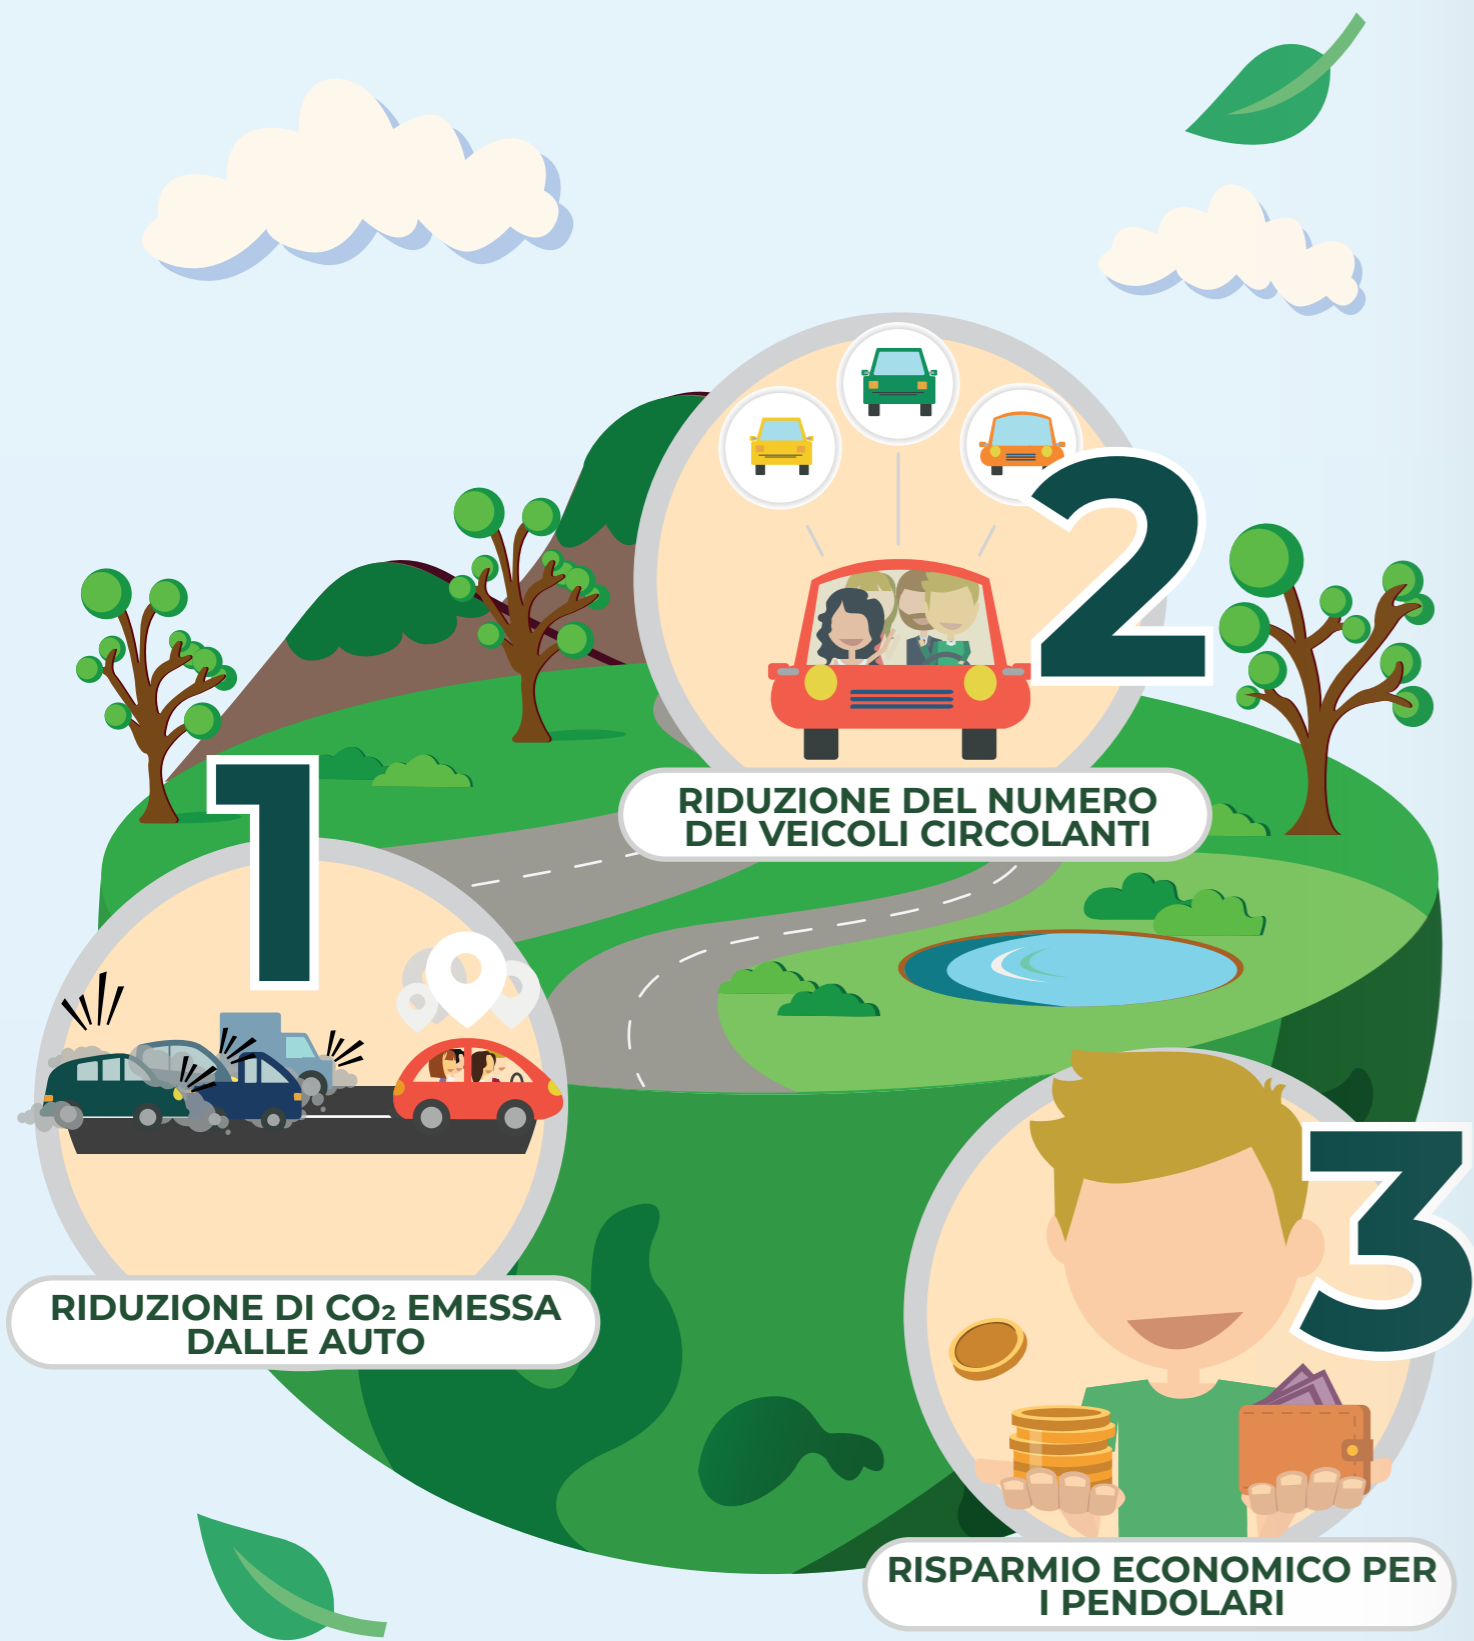 1
RIDUZIONE DI CO₂ EMESSA
DALLE AUTO
2
RIDUZIONE DEL NUMERO
DEI VEICOLI CIRCOLANTI
3
RISPARMIO ECONOMICO PER
I PENDOLARI